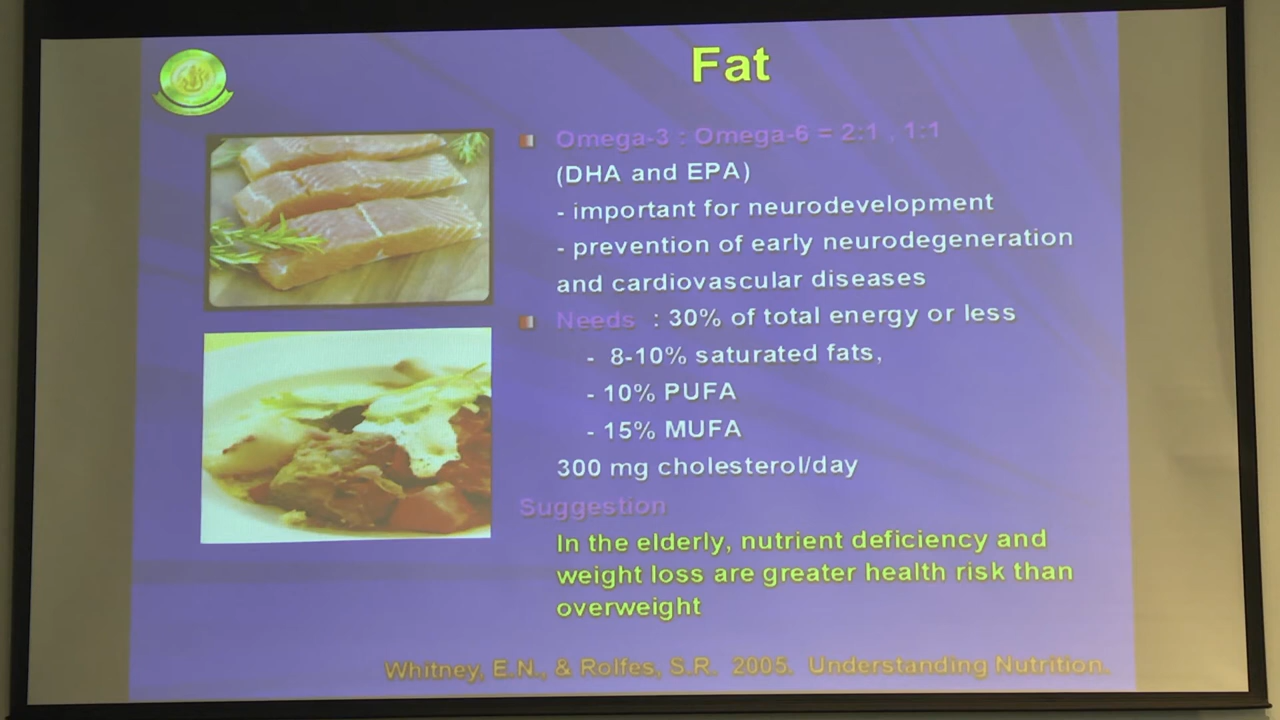 Fat
Omega-3 : Omega-6 = 2:1 , 1:1
(DHA and EPA)
- important for neurodevelopment
- prevention of early neurodegeneration
and cardiovascular diseases
Needs : 30% of total energy or less
- 8-10% saturated fats,
- 10% PUFA
- 15% MUFA
300 mg cholesterol/day
Suggestion
In the elderly, nutrient deficiency and
weight loss are greater health risk than
overweight
Whitney, E.N., & Rolfes, S.R. 2005. Understanding Nutrition.